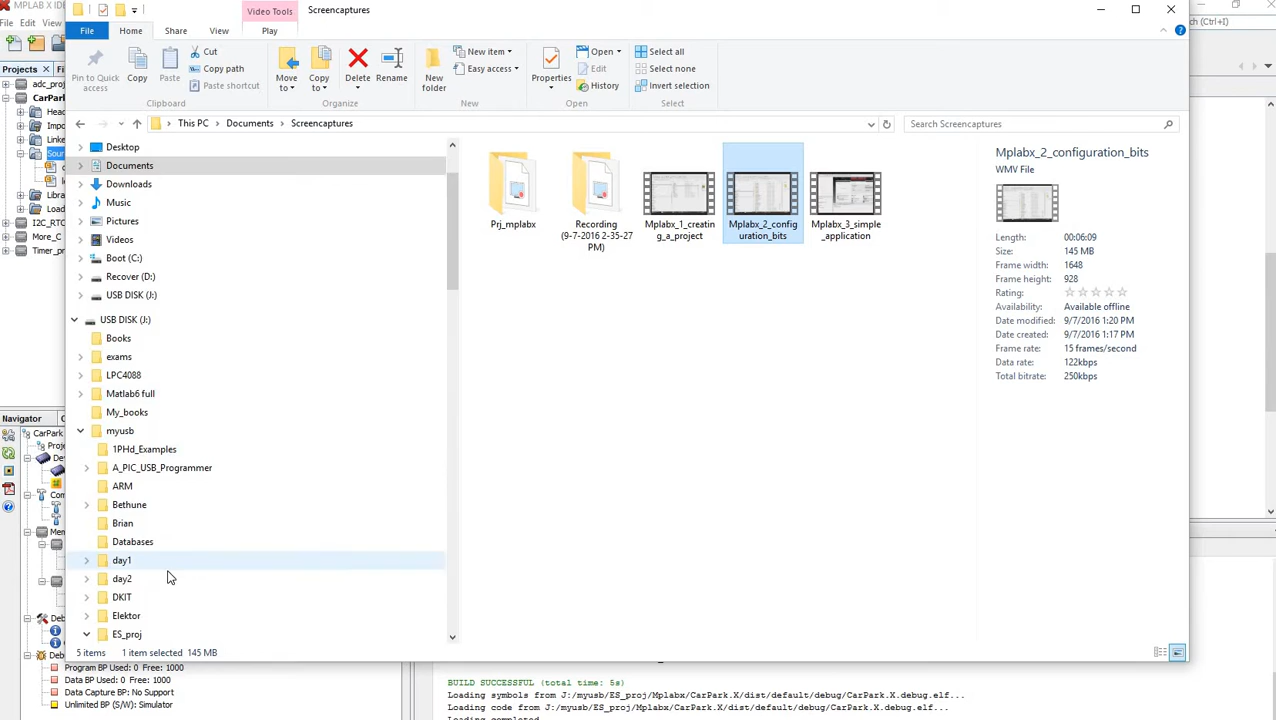 MPLAB X IDE
Video Tools
Screencaptures
File Edit View
File
Home
Share
View
Play
(Ctrl+I)
Pin to Quick access
Copy
Paste
Cut
Copy path
Paste shortcut
Move to
Copy to
Delete
Rename
New folder
New item
Easy access
Properties
Open
Edit
History
Select all
Select none
Invert selection
Clipboard
Organize
New
Open
Select
Projects
This PC
Documents
Screencaptures
Search Screencaptures
CarPark
I2C_RTC
More_C
Desktop
Documents
Downloads
Music
Pictures
Videos
Boot (C:)
Recover (D:)
USB DISK (J:)
USB DISK (J:)
Books
exams
LPC4088
Matlab6 full
My_books
myusb
1PHd_Examples
A_PIC_USB_Programmer
ARM
Bethune
Brian
Databases
day1
day2
DKIT
Elektor
ES_proj
Prj_mplabx
Recording (9-7-2016 2-35-27 PM)
Mplabx_1_creating_a_project
Mplabx_2_configuration_bits
Mplabx_3_simple_application
Mplabx_2_configuration_bits
WMV File
Length: 00:06:09
Size: 145 MB
Frame width: 1648
Frame height: 928
Rating:
Availability: Available offline
Date modified: 9/7/2016 1:20 PM
Date created: 9/7/2016 1:17 PM
Frame rate: 15 frames/second
Data rate: 122kbps
Total bitrate: 250kbps
Navigator
CarPark
5 items 1 item selected 145 MB
Program BP Used: 0 Free: 1000
Data BP Used: 0 Free: 1000
Data Capture BP: No Support
Unlimited BP (S/W): Simulator
BUILD SUCCESSFUL (total time: 5s)
Loading symbols from J:/myusb/ES_proj/Mplabx/CarPark.X/dist/default/debug/CarPark.X.debug.elf...
Loading code from J:/myusb/ES_proj/Mplabx/CarPark.X/dist/default/debug/CarPark.X.debug.elf...
Loading completed